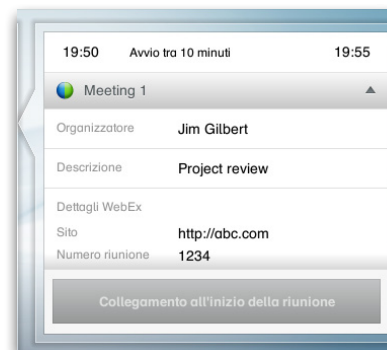 19:50 Avvio tra 10 minuti 19:55
Meeting 1
Organizzatore Jim Gilbert
Descrizione Project review
Dettagli WebEx
Sito http://abc.com
Numero riunione 1234
Collegamento all'inizio della riunione